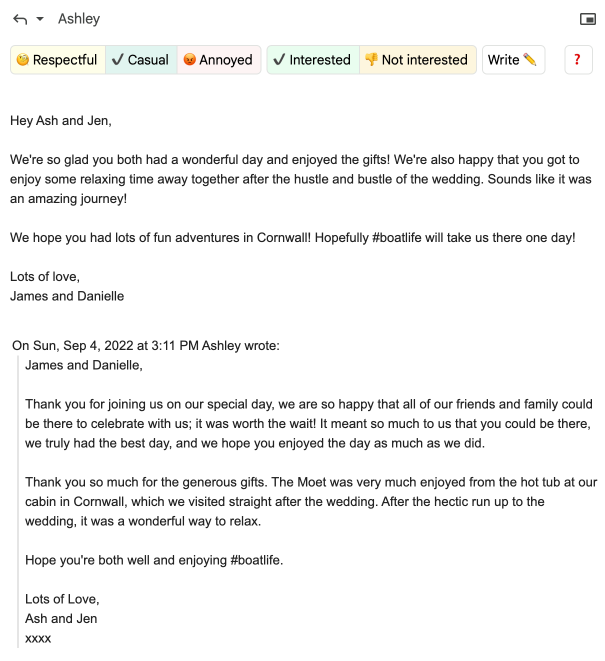 Ashley
Respectful Casual Annoyed Interested Not interested Write ?
Hey Ash and Jen,
We're so glad you both had a wonderful day and enjoyed the gifts! We're also happy that you got to
enjoy some relaxing time away together after the hustle and bustle of the wedding. Sounds like it was
an amazing journey!
We hope you had lots of fun adventures in Cornwall! Hopefully #boatlife will take us there one day!
Lots of love,
James and Danielle
On Sun, Sep 4, 2022 at 3:11 PM Ashley wrote:
James and Danielle,
Thank you for joining us on our special day, we are so happy that all of our friends and family could
be there to celebrate with us; it was worth the wait! It meant so much to us that you could be there,
we truly had the best day, and we hope you enjoyed the day as much as we did.
Thank you so much for the generous gifts. The Moet was very much enjoyed from the hot tub at our
cabin in Cornwall, which we visited straight after the wedding. After the hectic run up to the
wedding, it was a wonderful way to relax.
Hope you're both well and enjoying #boatlife.
Lots of Love,
Ash and Jen
xxxx